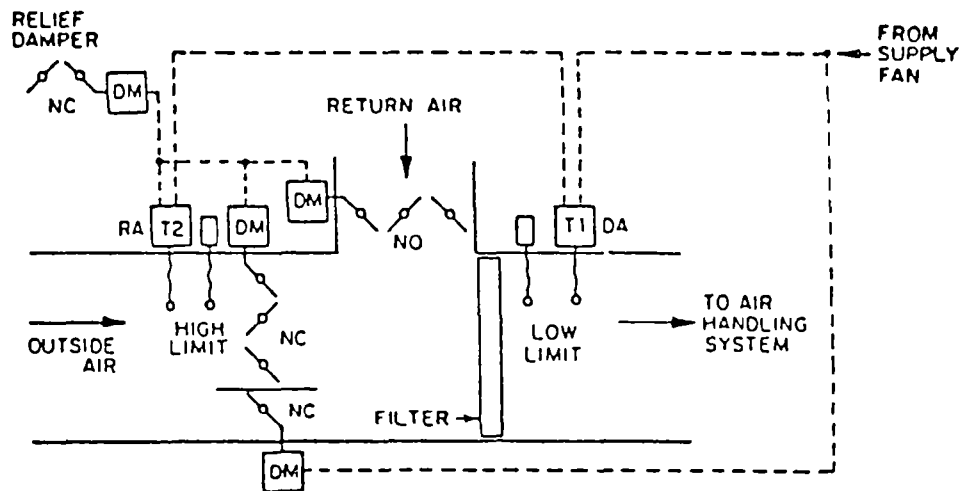 RELIEF
DAMPER
DM
NC
RETURN AIR
FROM
SUPPLY
FAN
DM
RA
T2
DM
NO
T1
DA
OUTSIDE
AIR
HIGH
LIMIT
NC
LOW
LIMIT
TO AIR
HANDLING
SYSTEM
NC
FILTER
DM